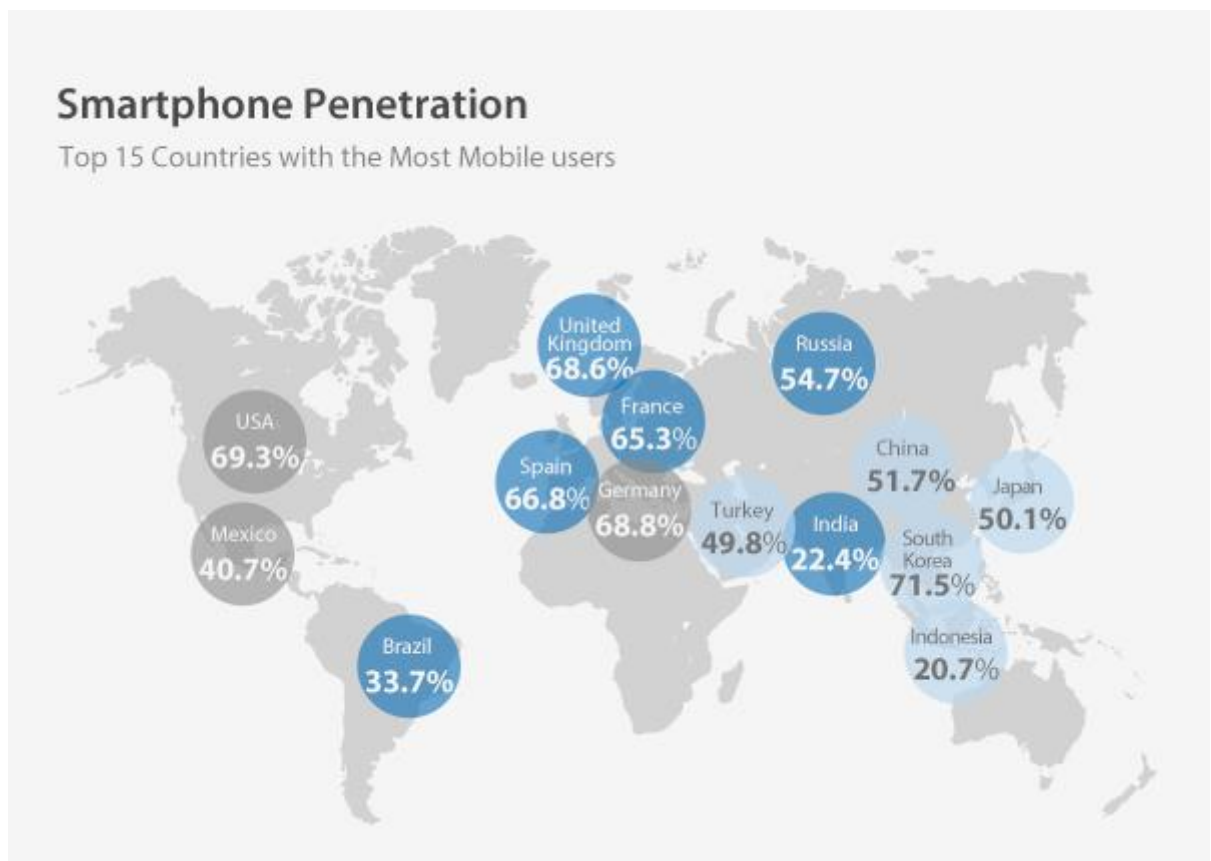 Smartphone Penetration
Top 15 Countries with the Most Mobile users
United
Kingdom
68.6%
Russia
54.7%
USA
69.3%
France
65.3%
Spain
66.8%
Germany
68.8%
China
51.7%
Japan
50.1%
Turkey
49.8%
India
22.4%
South
Korea
71.5%
Mexico
40.7%
Indonesia
20.7%
Brazil
33.7%